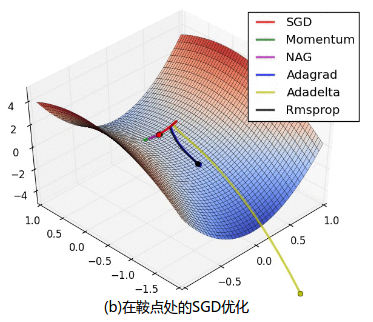 SGD
Momentum
NAG
Adagrad
Adadelta
Rmsprop
4
2
0
−2
−4
1.0
0.5
0.0
−0.5
−1.0
−1.5
−0.5
0.0
0.5
1.0
(b)在鞍点处的SGD优化